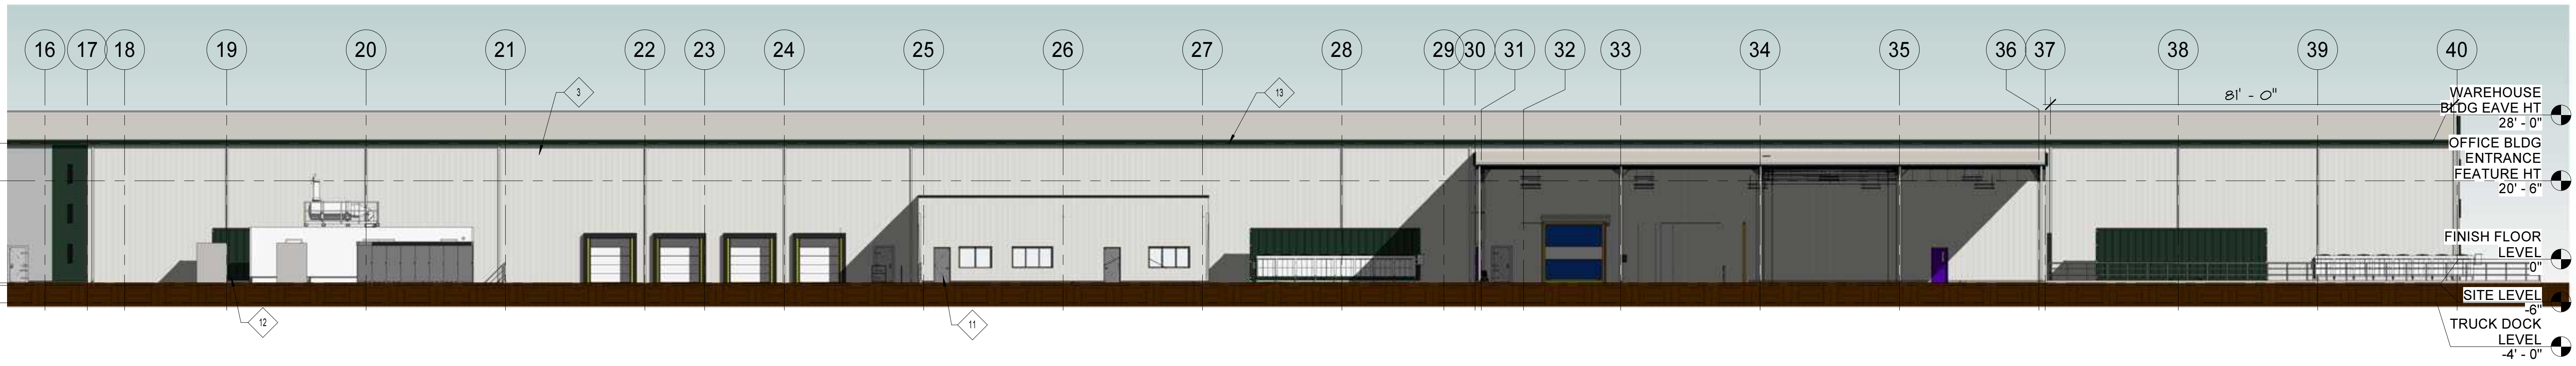 16 17 18 19 20 21 22 23 24 25 26 27 28 29 30 31 32 33 34 35 36 37 38 39 40
3
13
81' - 0"
WAREHOUSE
BLDG EAVE HT
28' - 0"
OFFICE BLDG
ENTRANCE
FEATURE HT
20' - 6"
FINISH FLOOR
LEVEL
0"
SITE LEVEL
-6"
12
11
TRUCK DOCK
LEVEL
-4' - 0"